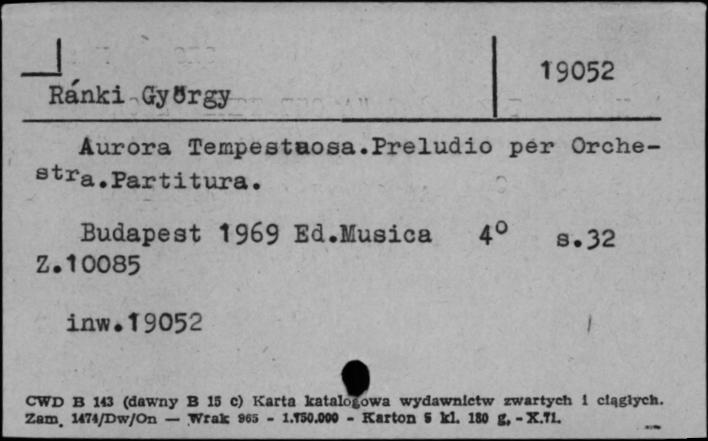 19052
Ránki György
Aurora Tempestuosa.Preludio per Orche-
stra.Partitura.
Budapest 1969 Ed.Musica 4° s.32
Z.10085
inw.19052
CWD B 143 (dawny B 15 c) Karta katalogowa wydawnictw zwartych i ciągłych.
Zam. 1474/Dw/On — Wrak 965 - 1.750.000 - Karton 5 kl. 180 g, - X.71.